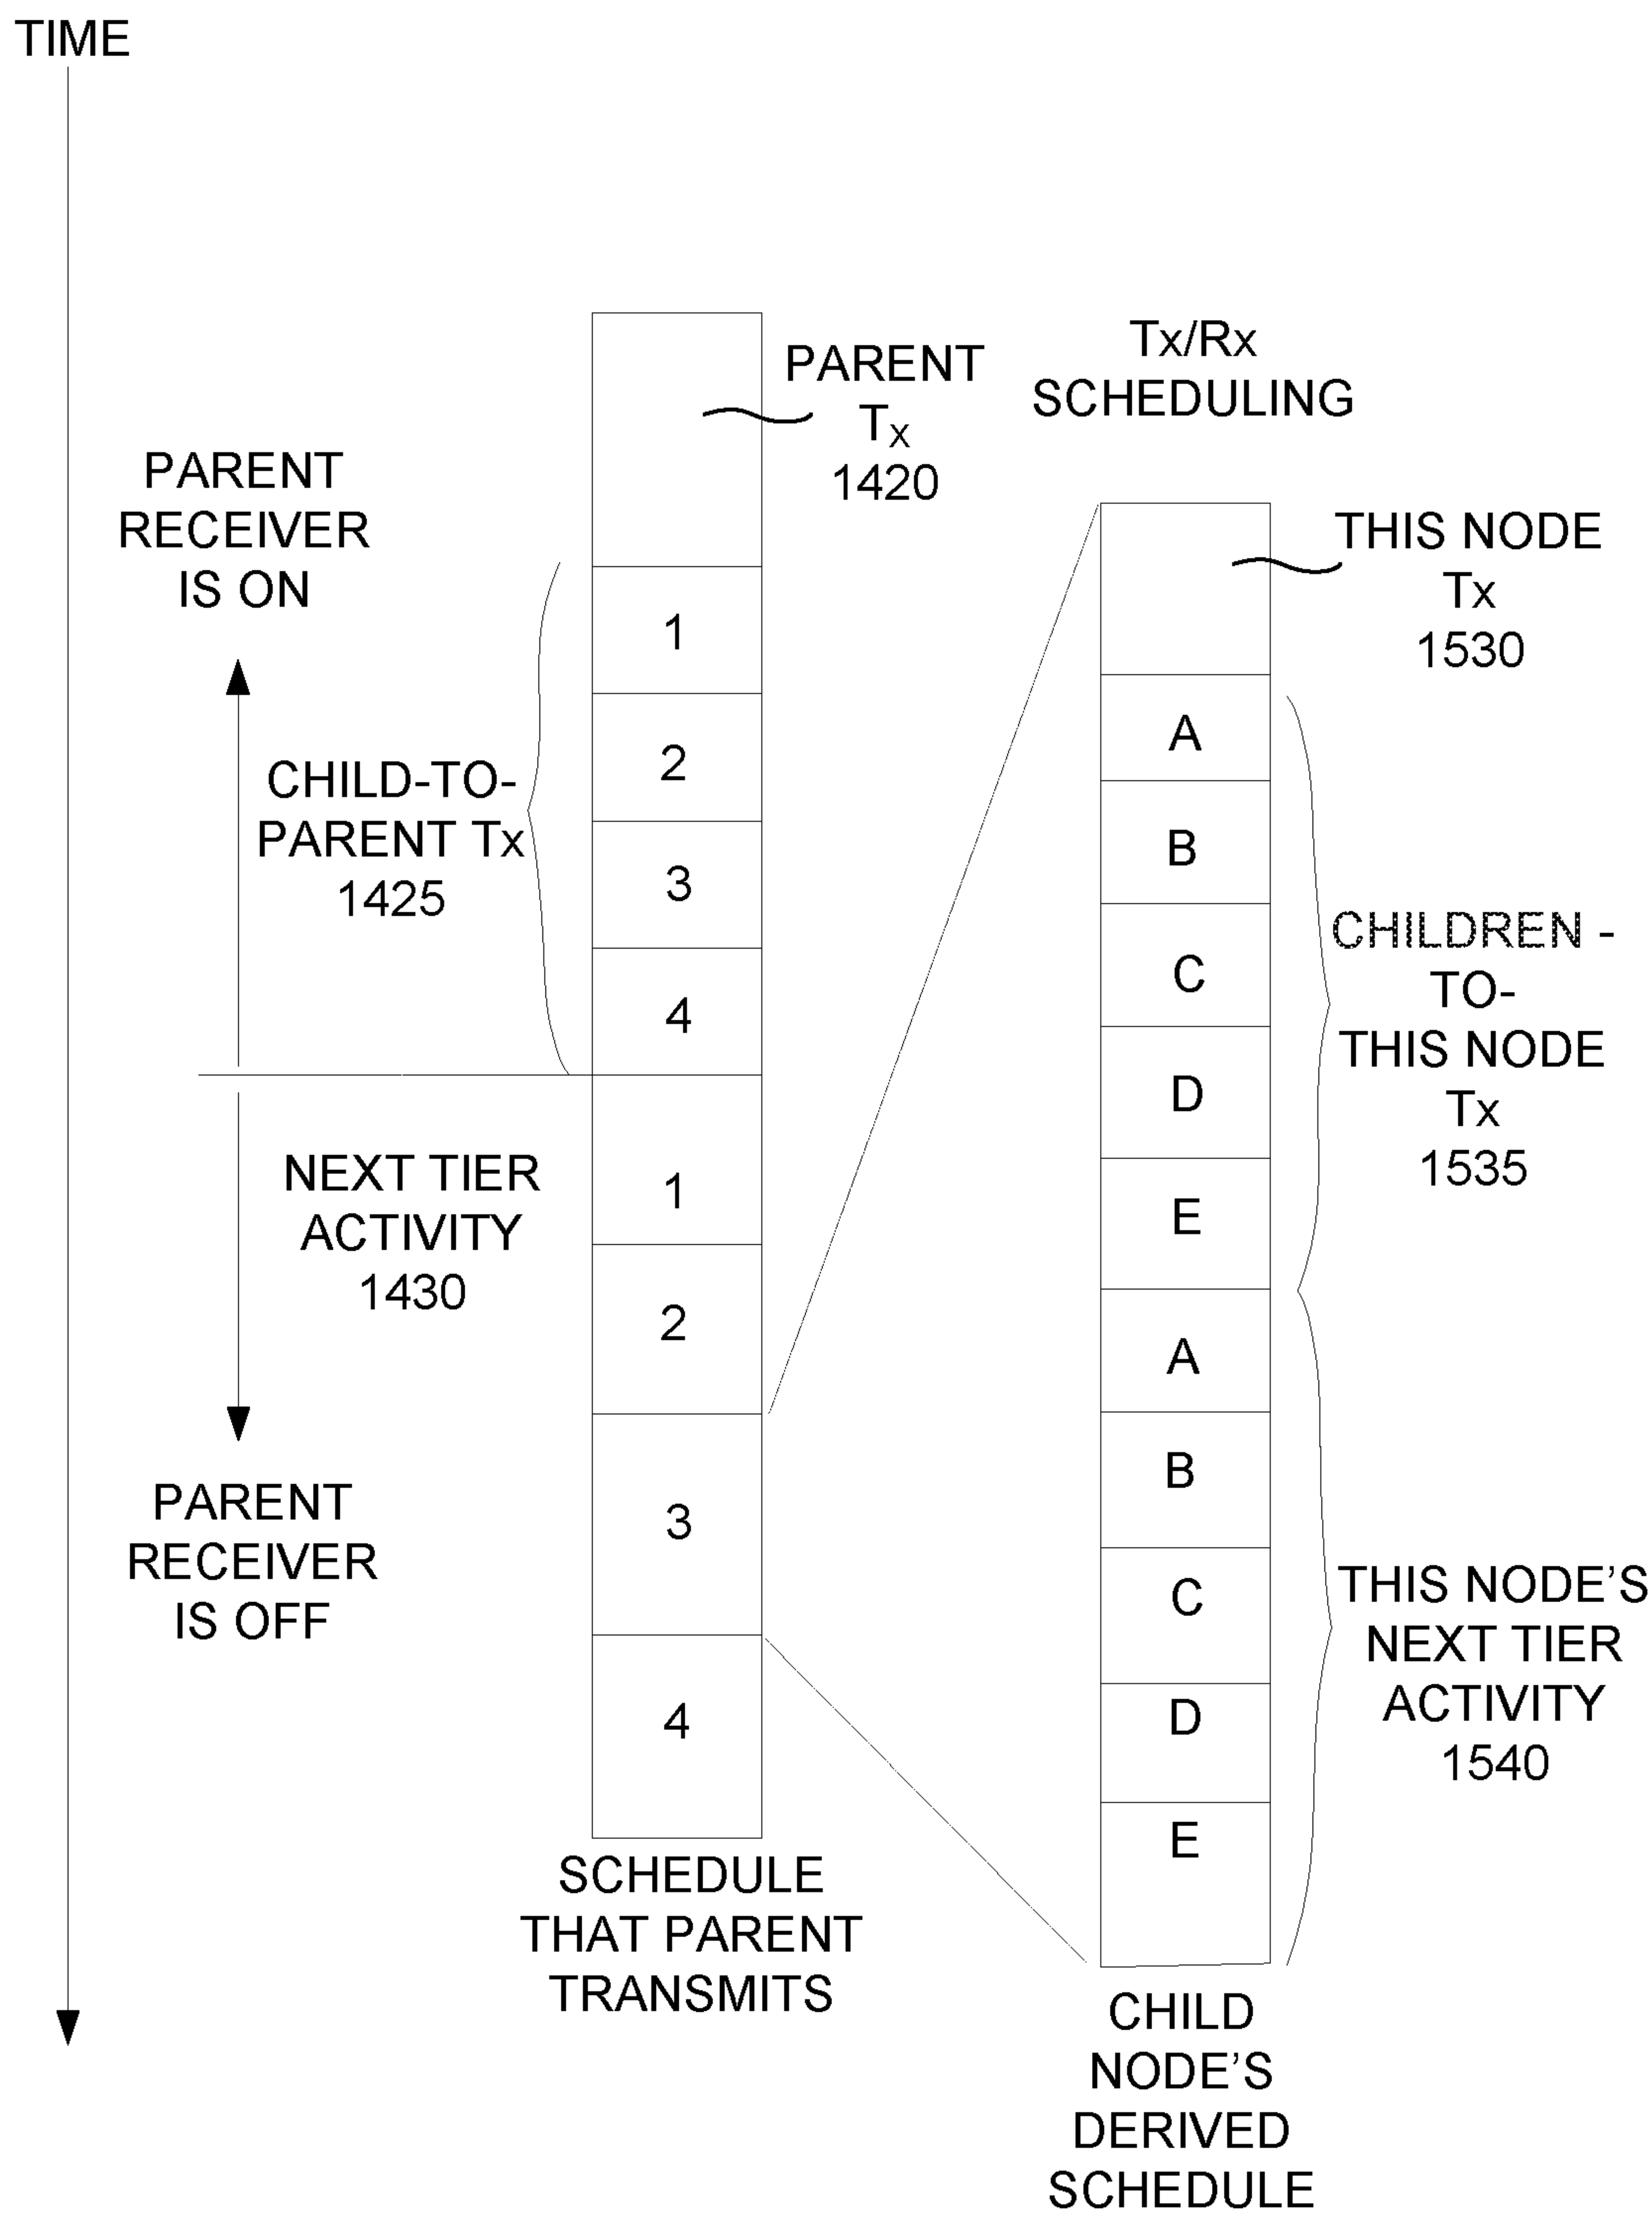 TIME
PARENT
RECEIVER
IS ON
CHILD-TO-
PARENT Tx
1425
NEXT TIER
ACTIVITY
1430
PARENT
RECEIVER
IS OFF
PARENT
Tx
1420
1
2
3
4
1
2
3
4
SCHEDULE
THAT PARENT
TRANSMITS
Tx/Rx
SCHEDULING
THIS NODE
Tx
1530
A
B
C
D
E
A
B
C
D
E
CHILDREN -
TO-
THIS NODE
Tx
1535
THIS NODE’S
NEXT TIER
ACTIVITY
1540
CHILD
NODE’S
DERIVED
SCHEDULE